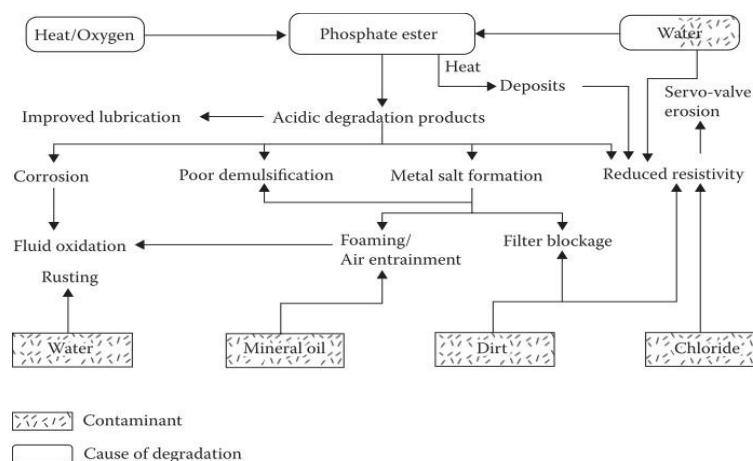 Heat/Oxygen
Phosphate ester
Water
Heat
Deposits
Servo-valve
erosion
Improved lubrication
Acidic degradation products
Corrosion
Poor demulsification
Metal salt formation
Reduced resistivity
Fluid oxidation
Foaming/
Air entrainment
Filter blockage
Rusting
Water
Mineral oil
Dirt
Chloride
Contaminant
Cause of degradation